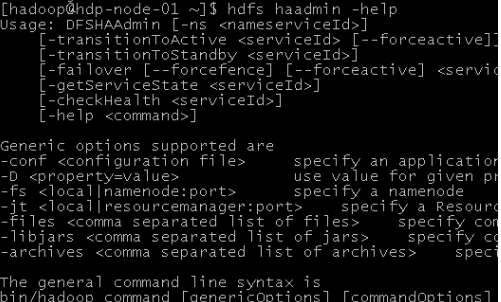 [hadoop@hdp-node-01 ~]$ hdfs haadmin -help
Usage: DFSHAAdmin [-ns <nameserviceId>]
    [-transitionToActive <serviceId> [--forceactive]]
    [-transitionToStandby <serviceId>]
    [-failover [--forcefence] [--forceactive] <servic
    [-getServiceState <serviceId>]
    [-checkHealth <serviceId>]
    [-help <command>]
Generic options supported are
-conf <configuration file>     specify an application
-D <property=value>            use value for given pr
-fs <local|namenode:port>      specify a namenode
-jt <local|resourcemanager:port>    specify a Resourc
-files <comma separated list of files>    specify com
-libjars <comma separated list of jars>    specify co
-archives <comma separated list of archives>    speci
The general command line syntax is
bin/hadoop command [genericOptions] [commandOptions]